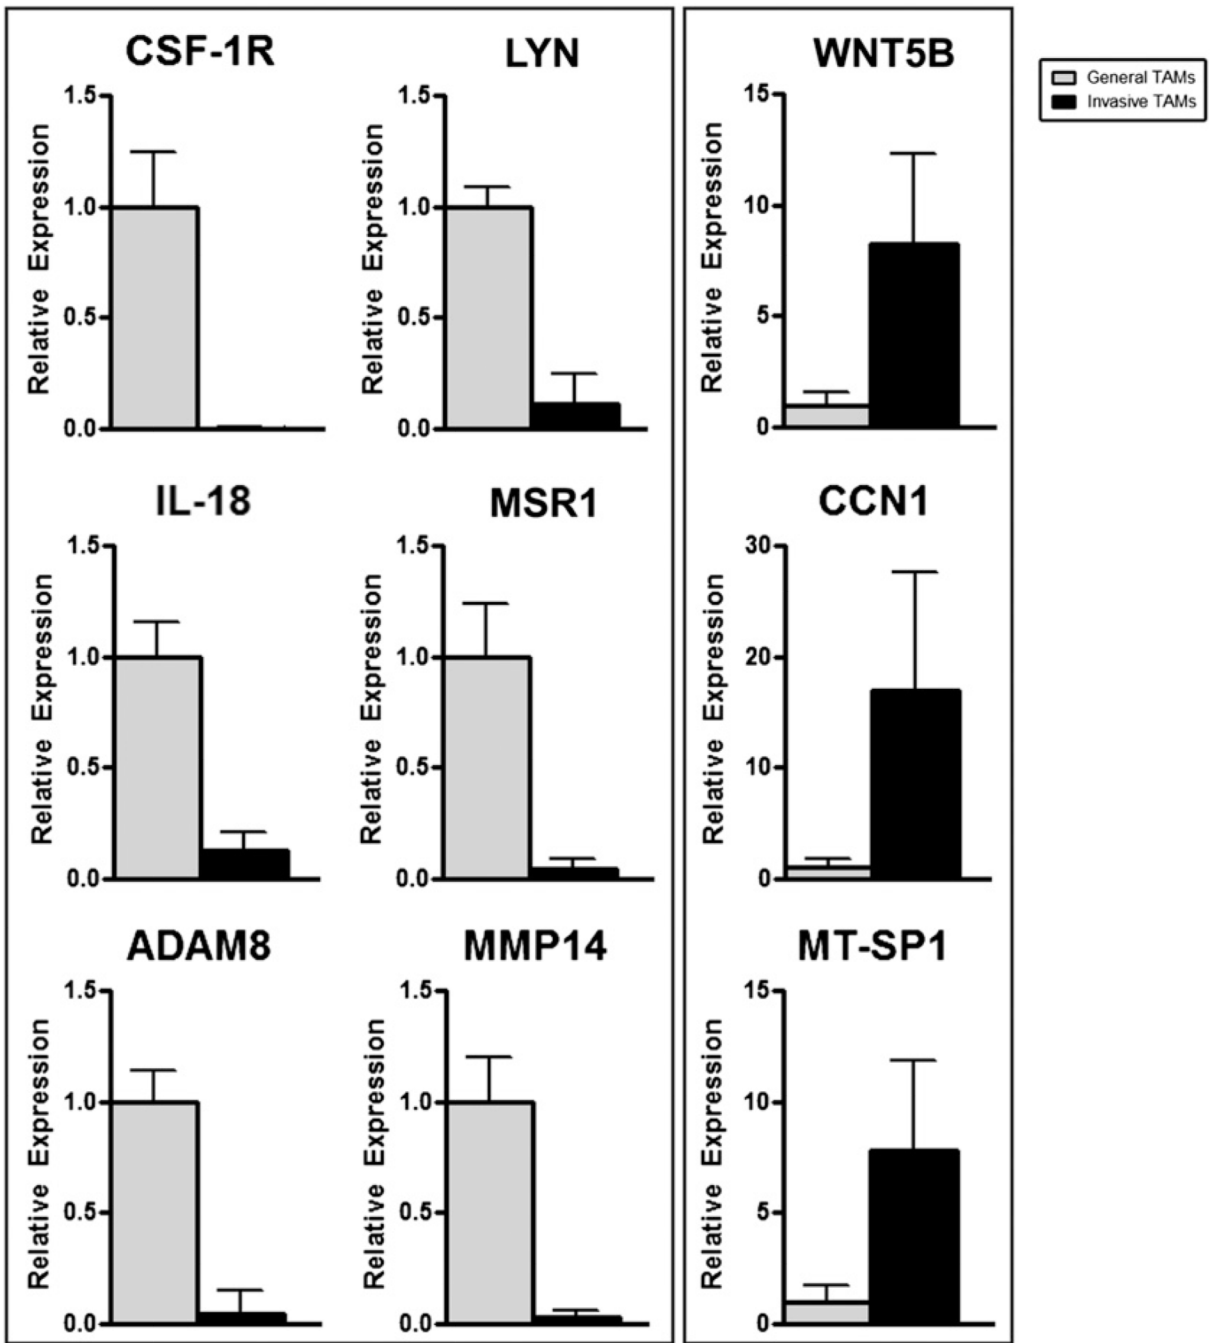 CSF-1R
1.5
1.0
0.5
0.0
Relative Expression
LYN
1.5
1.0
0.5
0.0
Relative Expression
WNT5B
15
10
5
0
Relative Expression
General TAMs
Invasive TAMs
IL-18
1.5
1.0
0.5
0.0
Relative Expression
MSR1
1.5
1.0
0.5
0.0
Relative Expression
CCN1
30
20
10
0
Relative Expression
ADAM8
1.5
1.0
0.5
0.0
Relative Expression
MMP14
1.5
1.0
0.5
0.0
Relative Expression
MT-SP1
15
10
5
0
Relative Expression